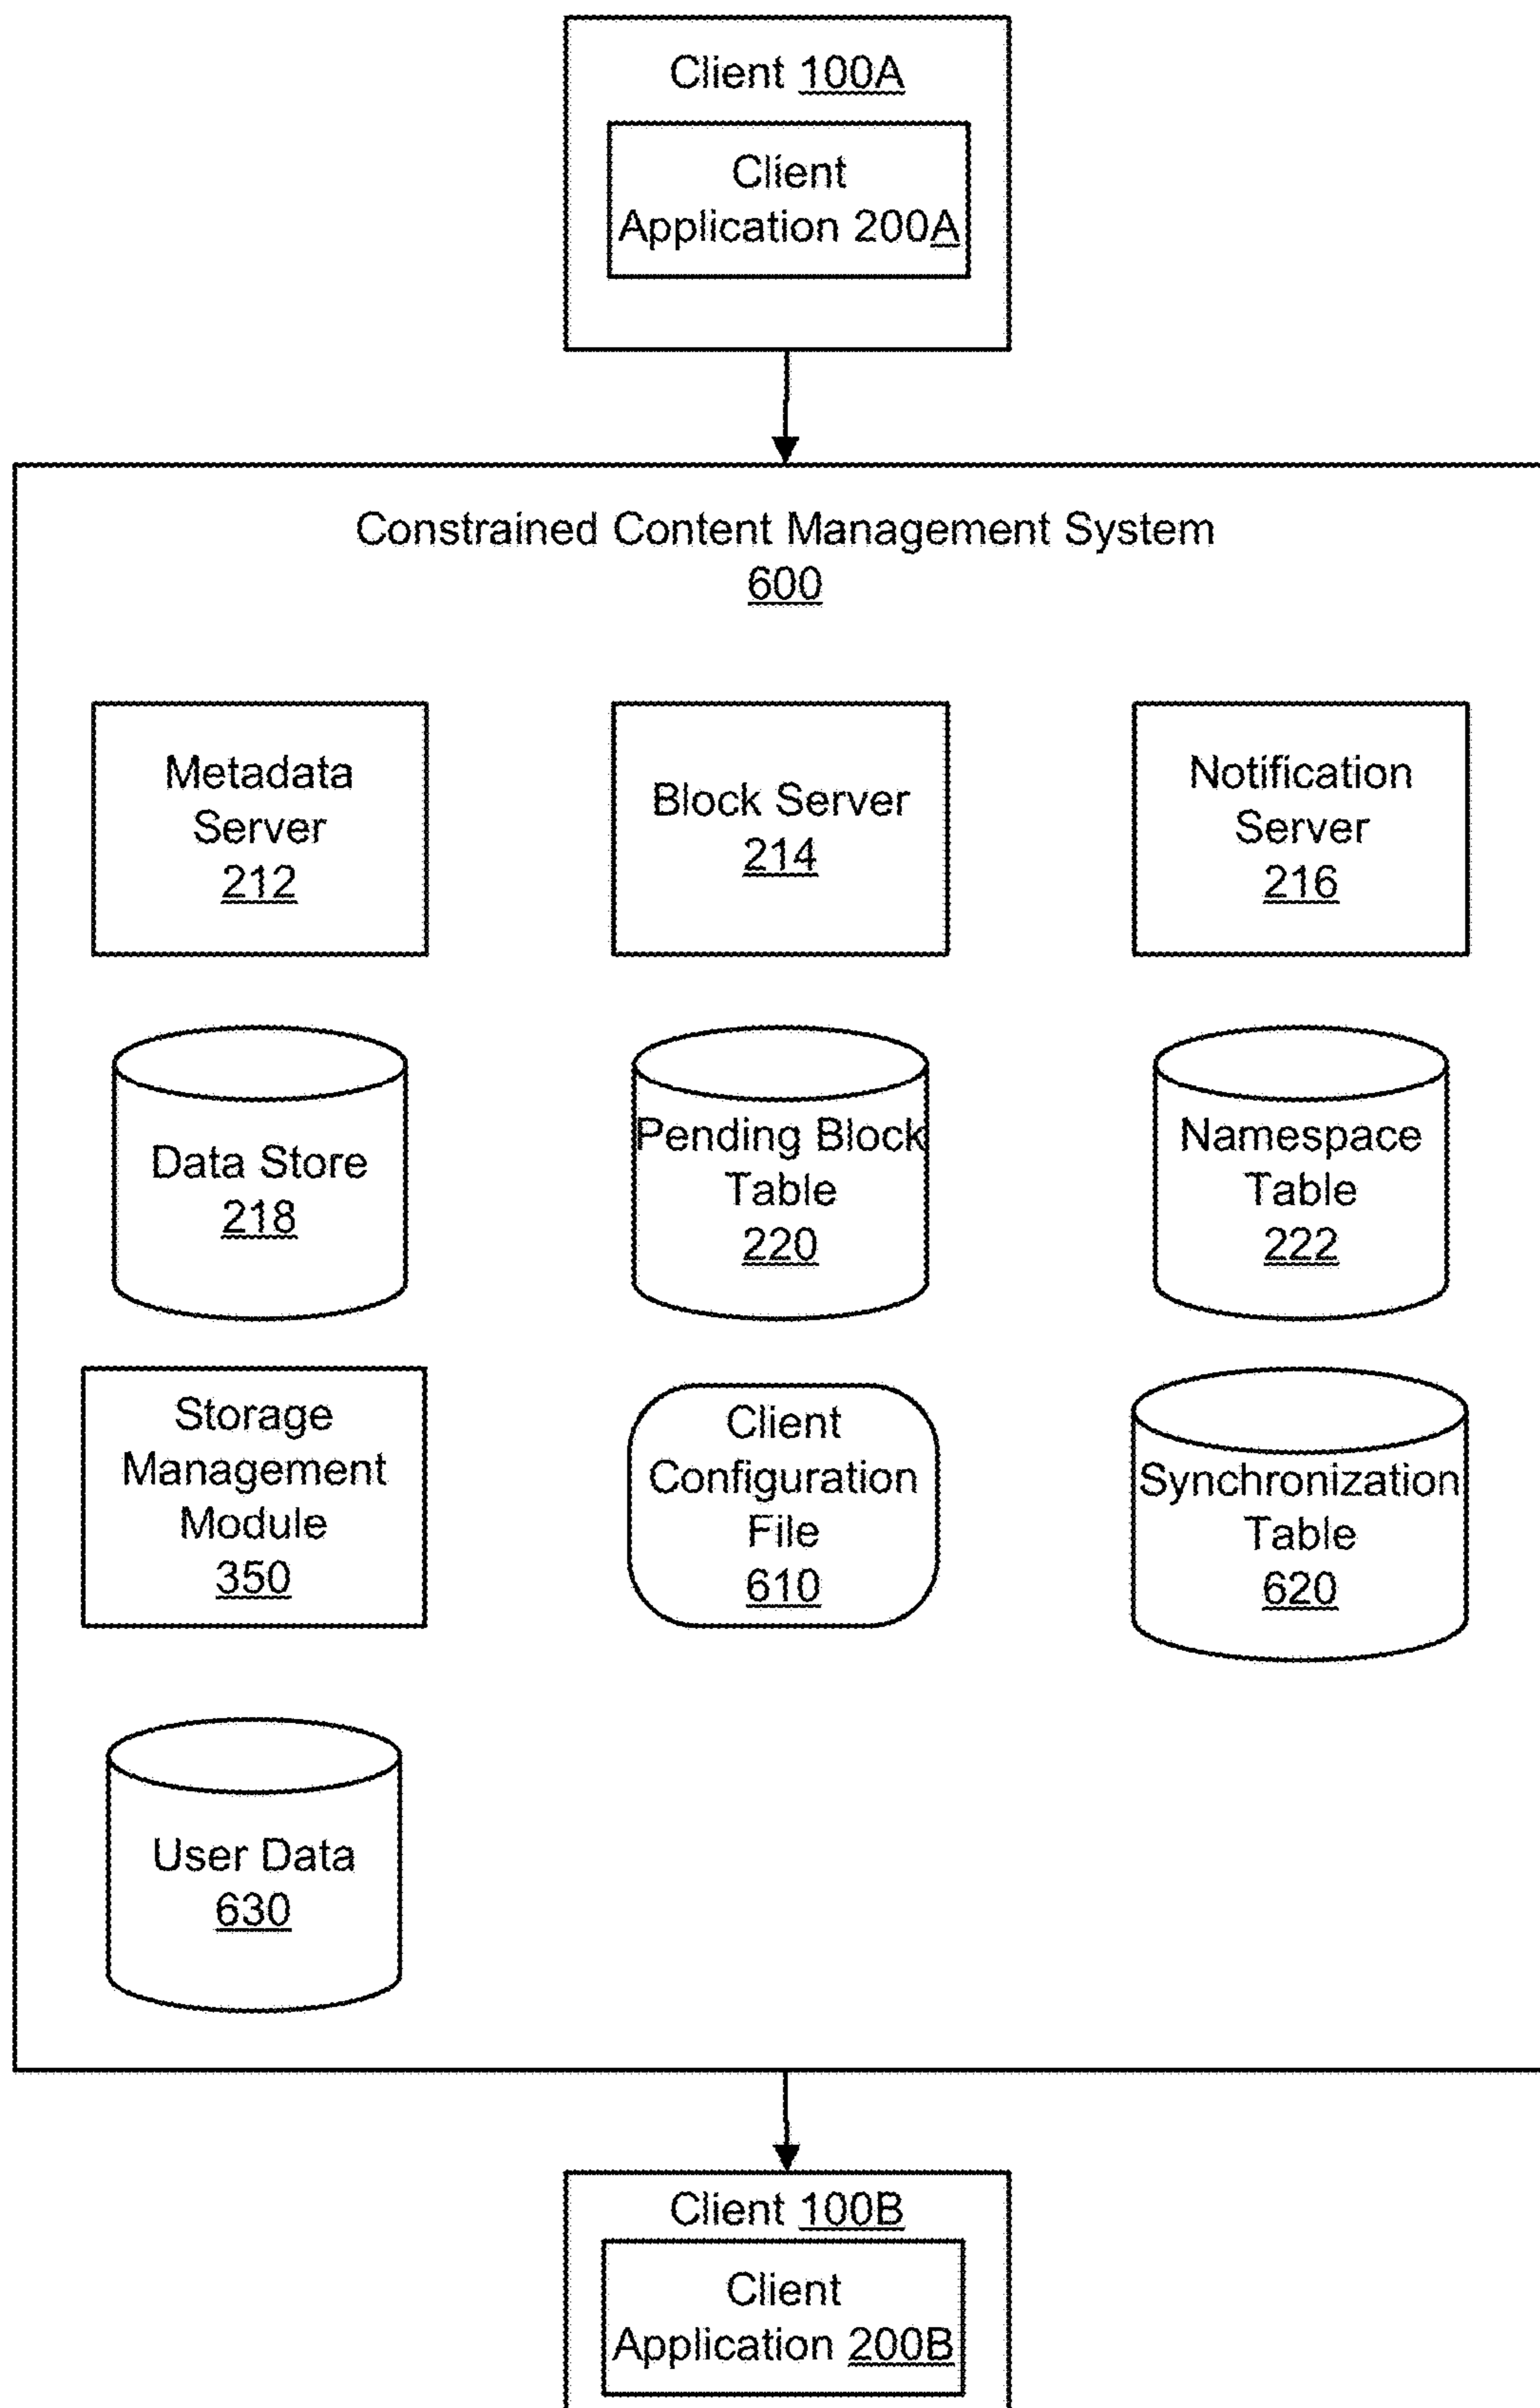 Client 100A
Client
Application 200A
Constrained Content Management System
600
Metadata
Server
212
Block Server
214
Notification
Server
216
Data Store
218
Pending Block
Table
220
Namespace
Table
222
Storage
Management
Module
350
Client
Configuration
File
610
Synchronization
Table
620
User Data
630
Client 100B
Client
Application 200B